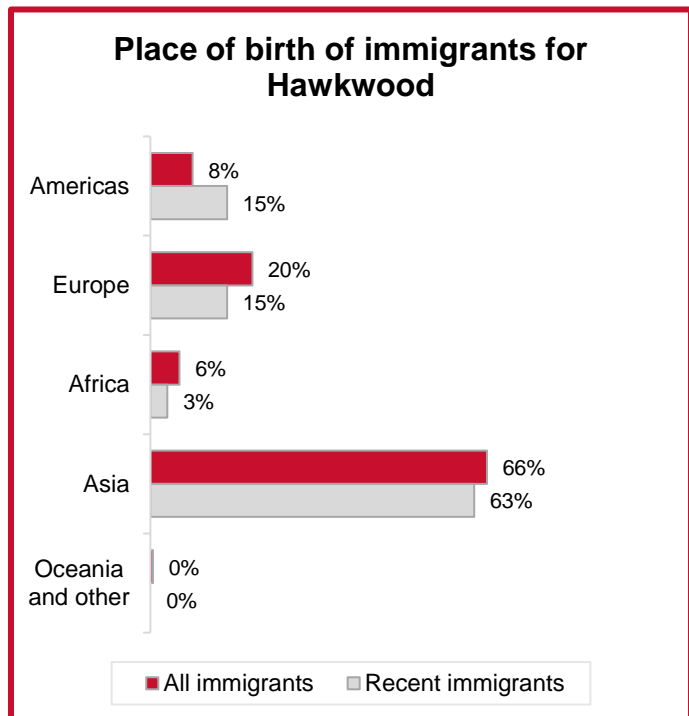 Place of birth of immigrants for
Hawkwood
Americas
8%
15%
Europe
20%
15%
Africa
6%
3%
Asia
66%
63%
Oceania
and other
0%
0%
All immigrants
Recent immigrants